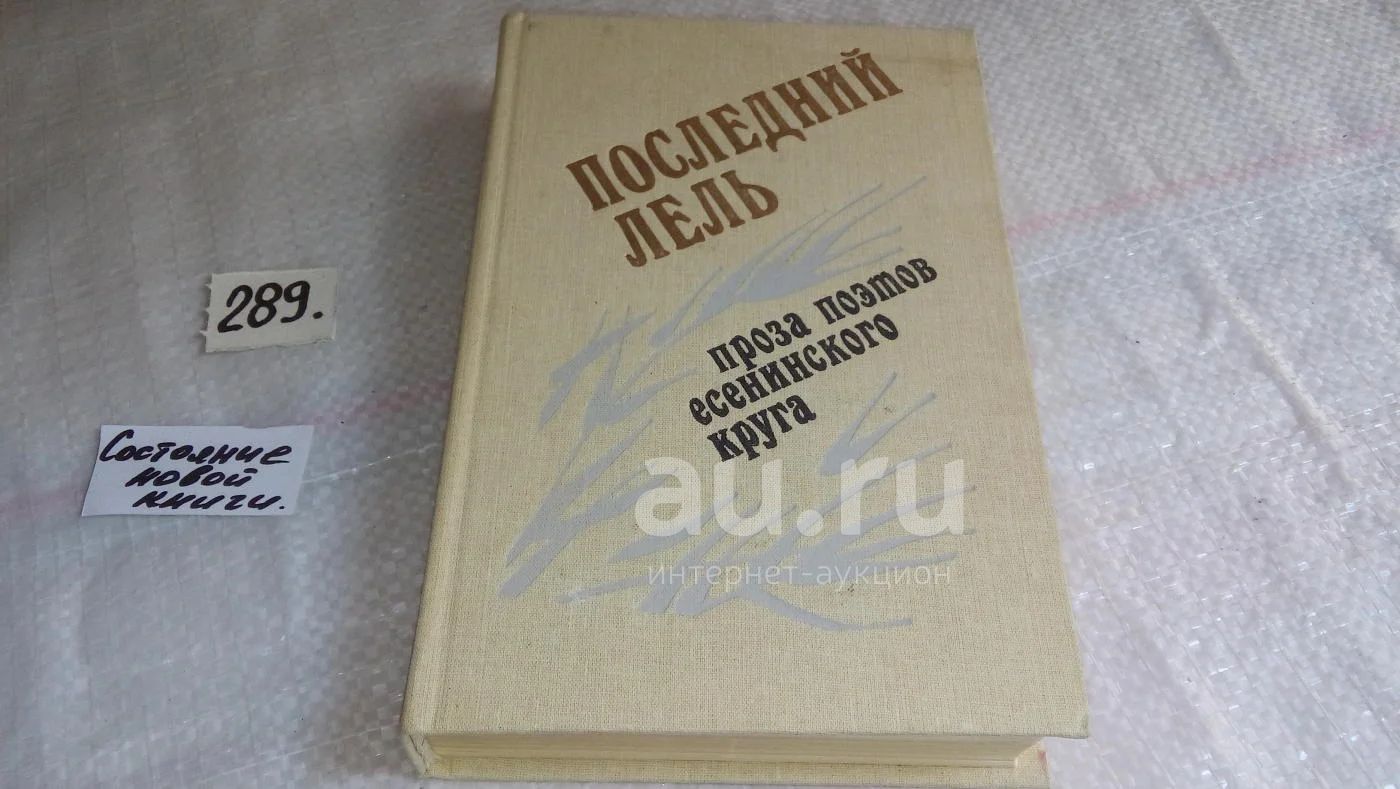 ПОСЛЕДНИЙ
ЛЕЛЬ
проза поэтов
есенинского
круга
289.
Состояние
новой
книги.
au.ru
интернет-аукцион